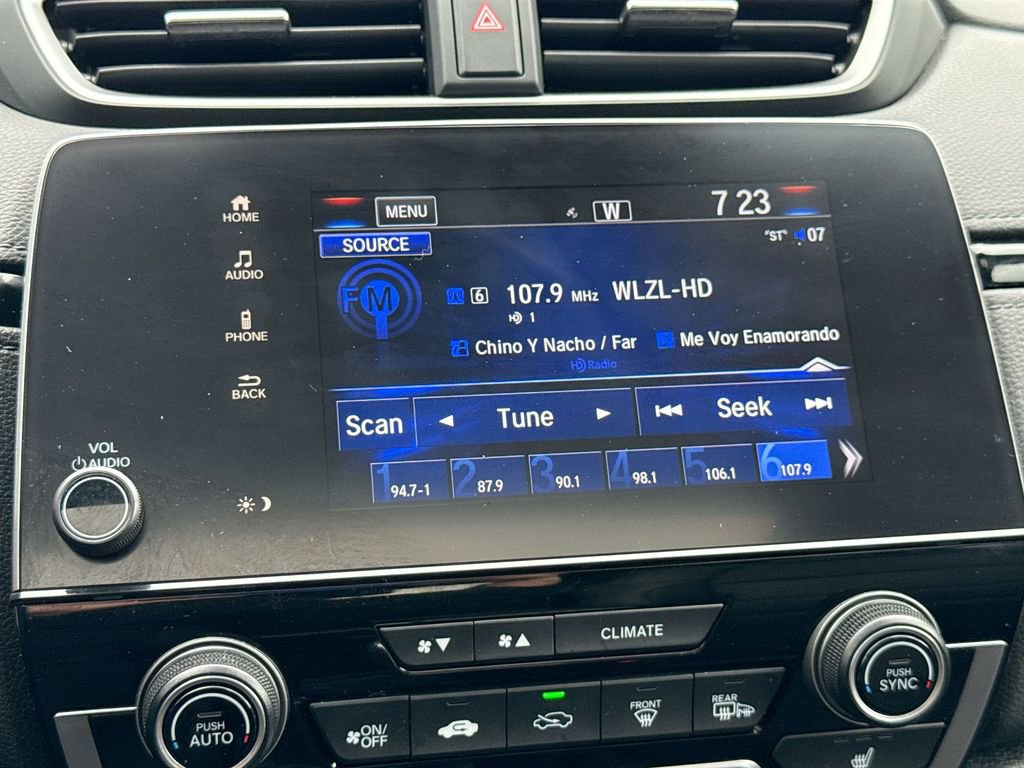 HOME
AUDIO
PHONE
BACK
VOL
AUDIO
MENU
W
7 23
SOURCE
"ST" 07
FM
6 107.9 MHz WLZL-HD
HD 1
Chino Y Nacho / Far Me Voy Enamorando
HD Radio
Scan Tune Seek
1 94.7-1 2 87.9 3 90.1 4 98.1 5 106.1 6 107.9
CLIMATE
PUSH
AUTO
ON/
OFF
FRONT
REAR
PUSH
SYNC